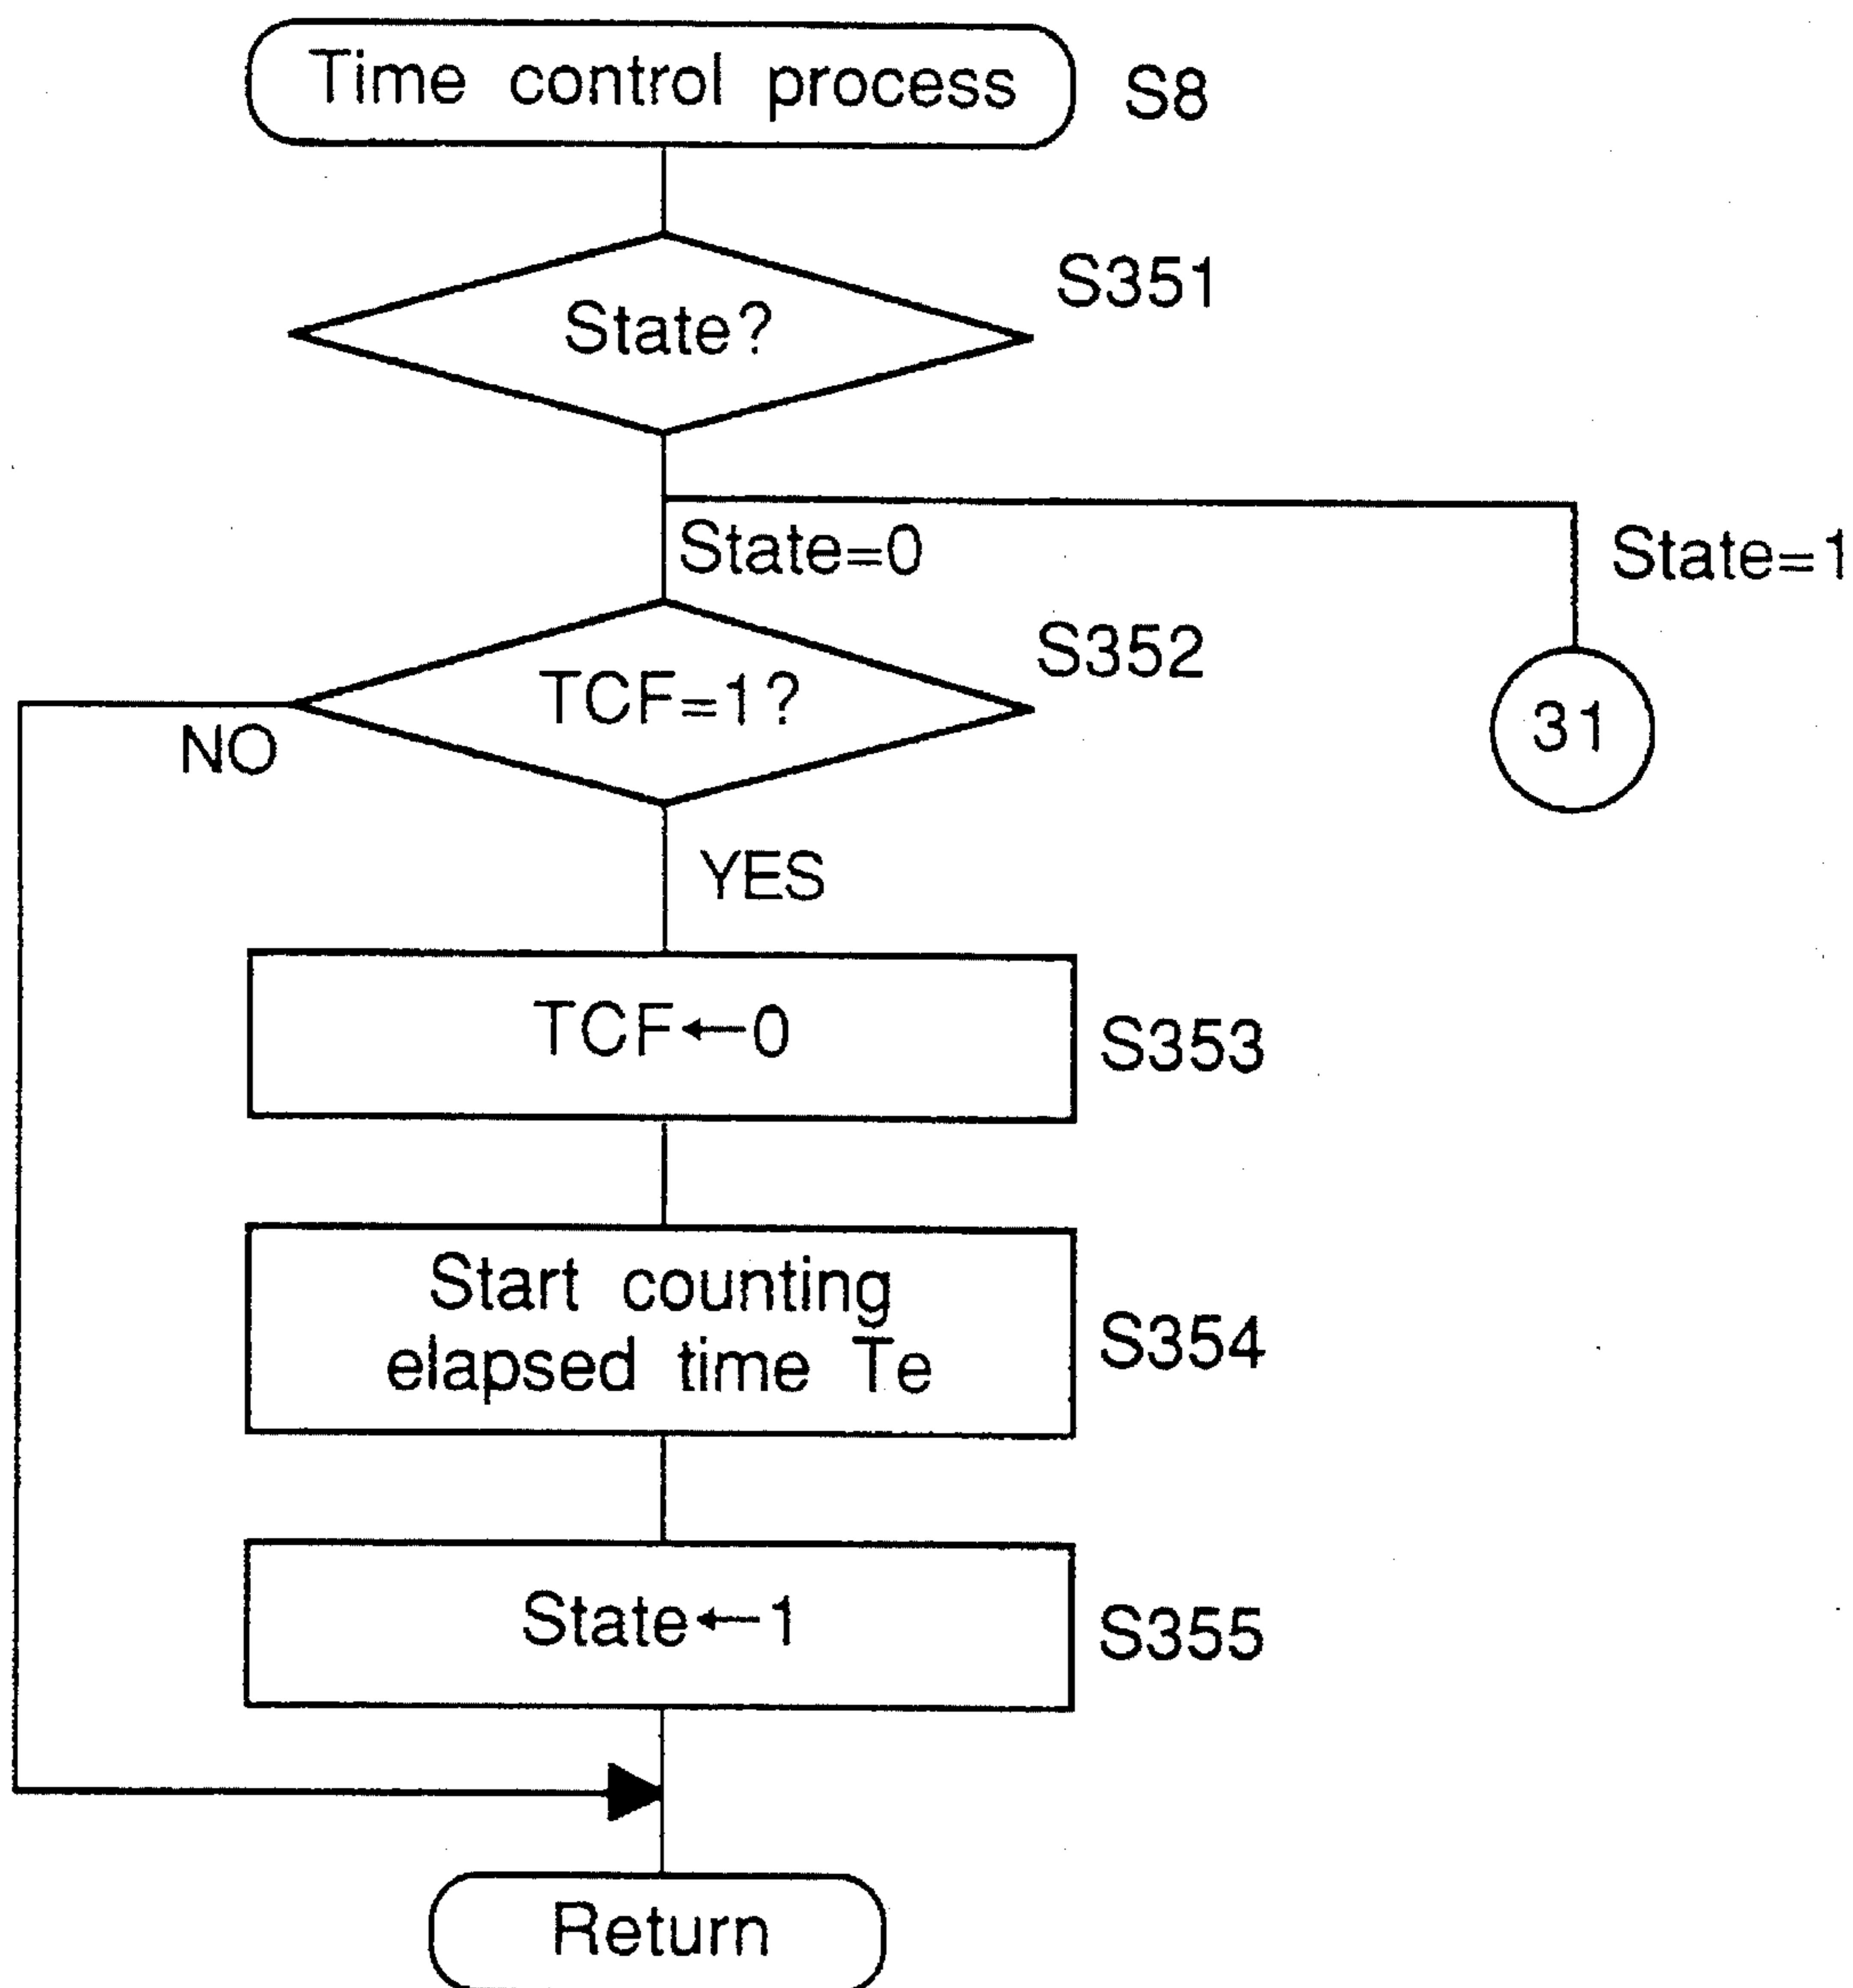 Time control process
S8
State?
S351
State=0
State=1
TCF=1?
S352
NO
31
YES
TCF←0
S353
Start counting
elapsed time Te
S354
State←1
S355
Return